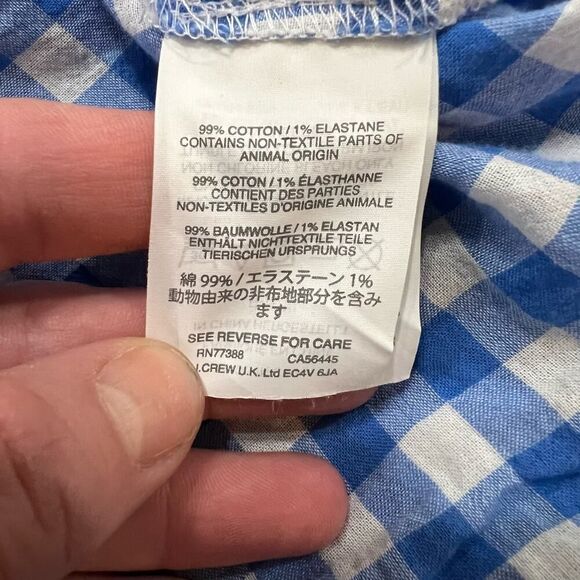 99% COTTON / 1% ELASTANE
CONTAINS NON-TEXTILE PARTS OF
ANIMAL ORIGIN
99% COTON / 1% ÉLASTHANNE
CONTIENT DES PARTIES
NON-TEXTILES D'ORIGINE ANIMALE
99% BAUMWOLLE / 1% ELASTAN
ENTHÄLT NICHTTEXTILE TEILE
TIERISCHEN URSPRUNGS
綿 99% / エラステーン 1%
動物由来の非布地部分を含み
ます
SEE REVERSE FOR CARE
RN77388 CA56445
J.CREW U.K. Ltd EC4V 6JA